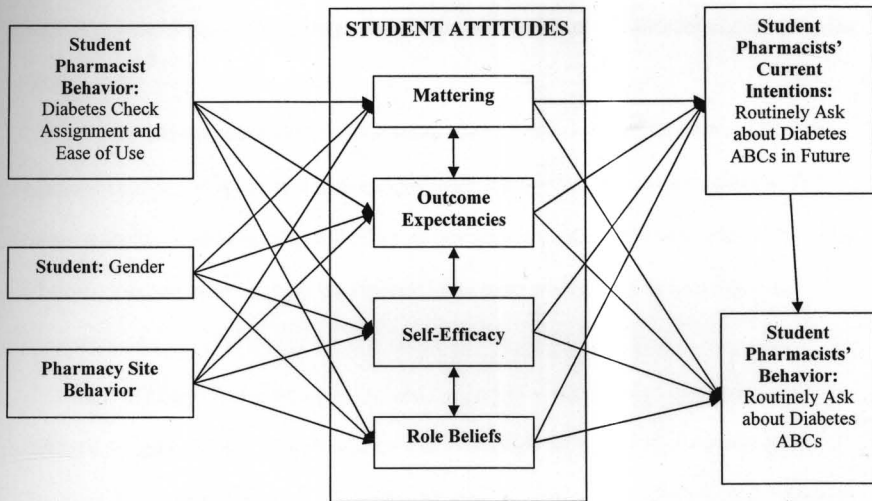 Student
Pharmacist
Behavior:
Diabetes Check
Assignment and
Ease of Use
Student: Gender
Pharmacy Site
Behavior
STUDENT ATTITUDES
Mattering
Outcome
Expectancies
Self-Efficacy
Role Beliefs
Student
Pharmacists'
Current
Intentions:
Routinely Ask
about Diabetes
ABCs in Future
Student
Pharmacists'
Behavior:
Routinely Ask
about Diabetes
ABCs